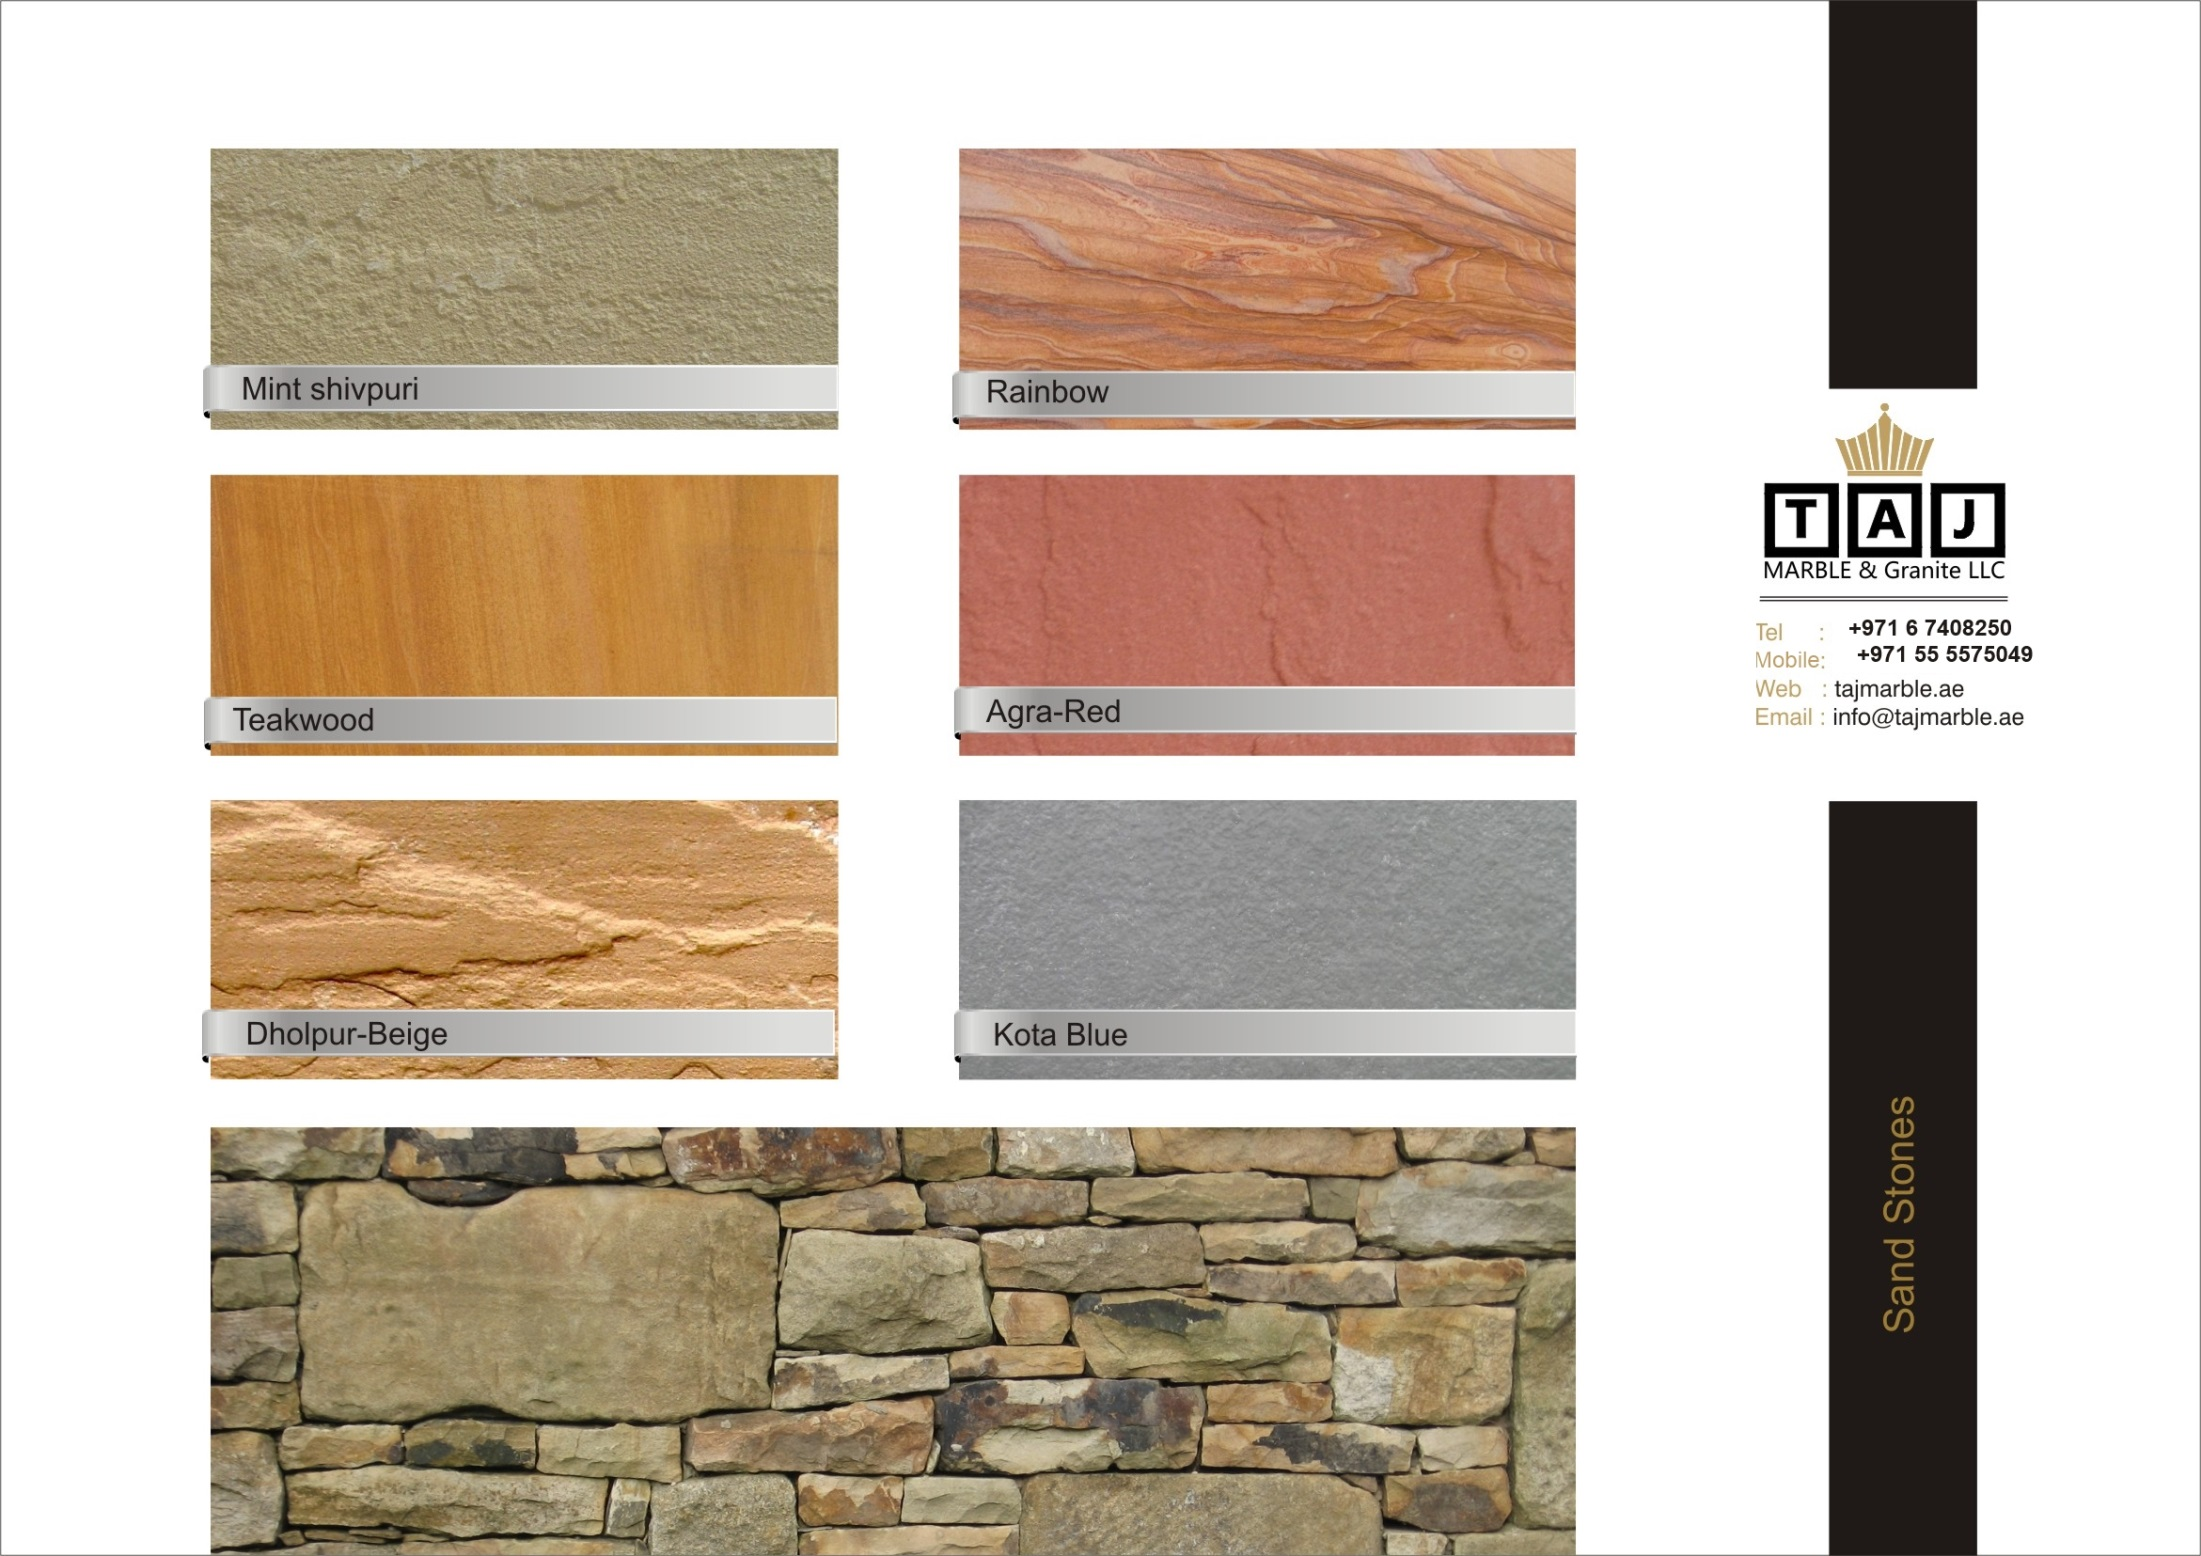 Mint shivpuri
Rainbow
Teakwood
Agra-Red
Dholpur-Beige
Kota Blue
TAJ
MARBLE & Granite LLC
Tel : +971 6 7408250
Mobile: +971 55 5575049
Web : tajmarble.ae
Email : info@tajmarble.ae
Sand Stones